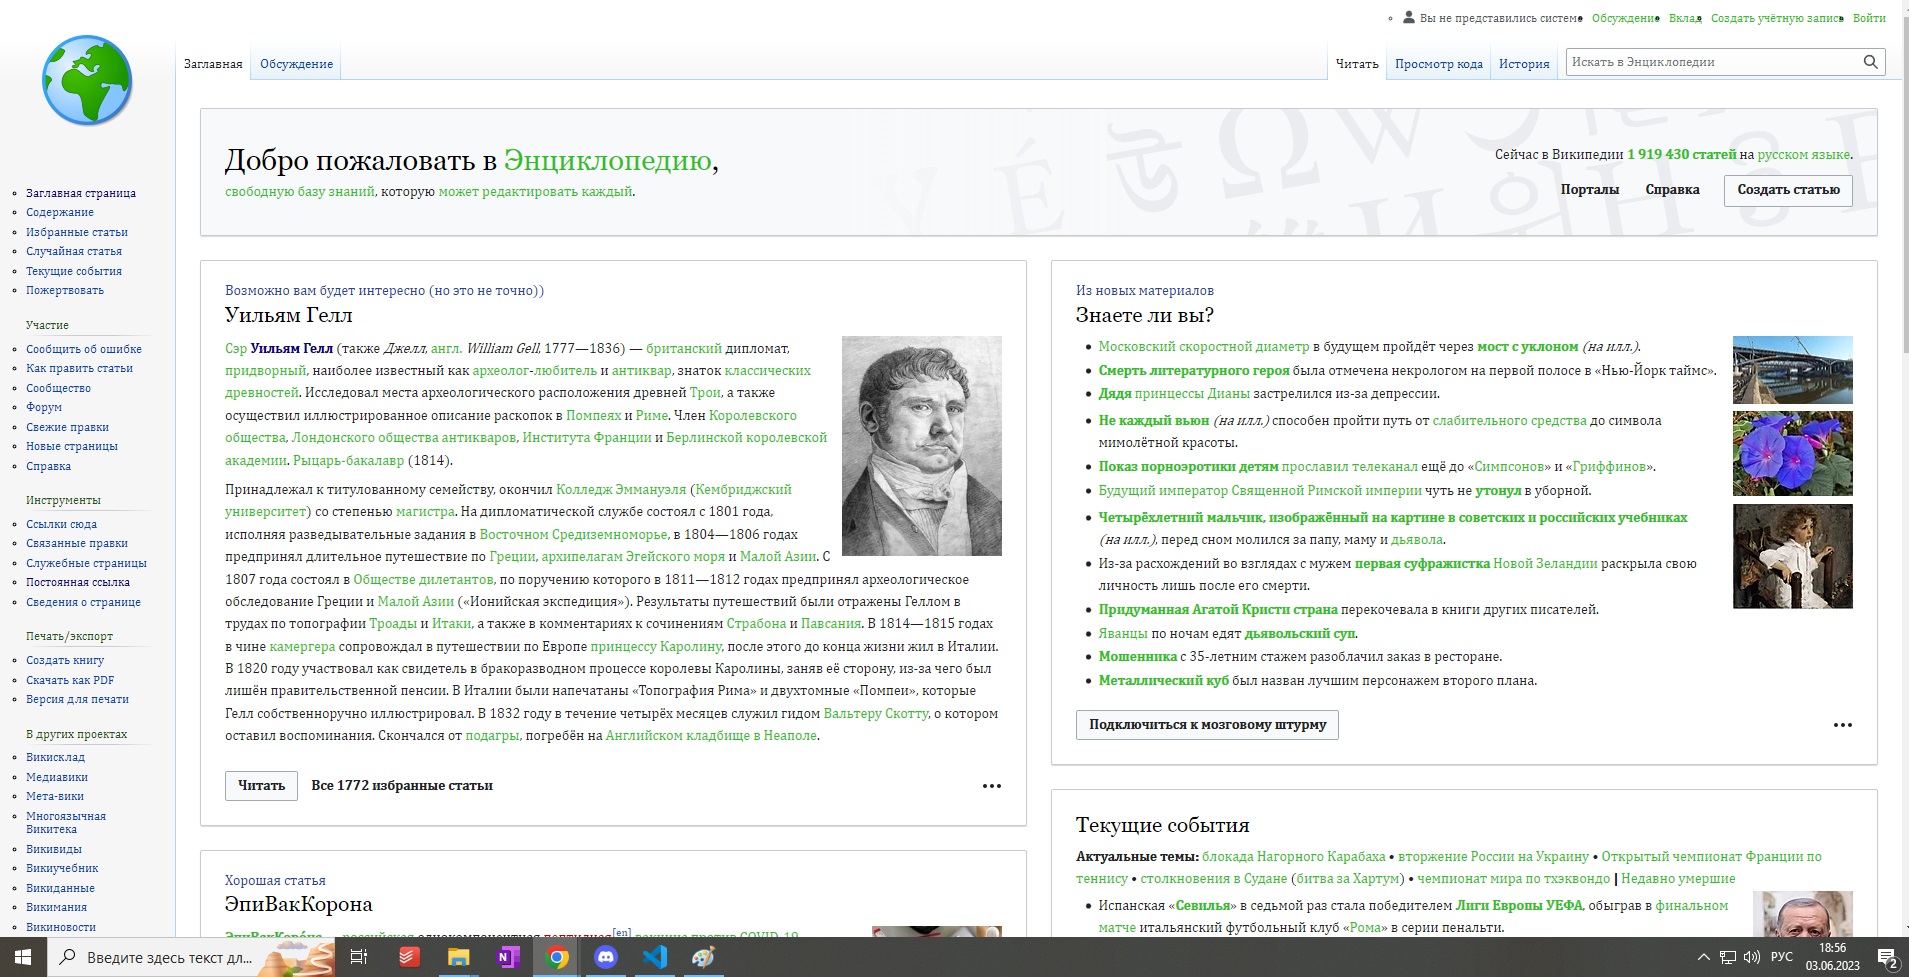 Вы не представились системе Обсуждение Вклад Создать учётную запись Войти
Заглавная Обсуждение Читать Просмотр кода История Искать в Энциклопедии
Добро пожаловать в Энциклопедию,
свободную базу знаний, которую может редактировать каждый.
Сейчас в Википедии 1 919 430 статей на русском языке.
Порталы Справка Создать статью
Заглавная страница
Содержание
Избранные статьи
Случайная статья
Текущие события
Пожертвовать
Участие
Сообщить об ошибке
Как править статьи
Сообщество
Форум
Свежие правки
Новые страницы
Справка
Инструменты
Ссылки сюда
Связанные правки
Служебные страницы
Постоянная ссылка
Сведения о странице
Печать/экспорт
Создать книгу
Скачать как PDF
Версия для печати
В других проектах
Викисклад
Медиавики
Мета-вики
Многоязычная
Викитека
Викивиды
Викиучебник
Викиданные
Викимания
Викиновости
Возможно вам будет интересно (но это не точно))
Уильям Гелл
Сэр Уильям Гелл (также Джелл, англ. William Gell, 1777—1836) — британский дипломат,
придворный, наиболее известный как археолог-любитель и антиквар, знаток классических
древностей. Исследовал места археологического расположения древней Трои, а также
осуществил иллюстрированное описание раскопок в Помпеях и Риме. Член Королевского
общества, Лондонского общества антикваров, Института Франции и Берлинской королевской
академии. Рыцарь-бакалавр (1814).
Принадлежал к титулованному семейству, окончил Колледж Эммануэля (Кембриджский
университет) со степенью магистра. На дипломатической службе состоял с 1801 года,
исполняя разведывательные задания в Восточном Средиземноморье, в 1804—1806 годах
предпринял длительное путешествие по Греции, архипелагам Эгейского моря и Малой Азии. С
1807 года состоял в Обществе дилетантов, по поручению которого в 1811—1812 годах предпринял археологическое
обследование Греции и Малой Азии («Ионийская экспедиция»). Результаты путешествий были отражены Геллом в
трудах по топографии Троады и Итаки, а также в комментариях к сочинениям Страбона и Павсания. В 1814—1815 годах
в чине камергера сопровождал в путешествии по Европе принцессу Каролину, после этого до конца жизни жил в Италии.
В 1820 году участвовал как свидетель в бракоразводном процессе королевы Каролины, заняв её сторону, из-за чего был
лишён правительственной пенсии. В Италии были напечатаны «Топография Рима» и двухтомные «Помпеи», которые
Гелл собственноручно иллюстрировал. В 1832 году в течение четырёх месяцев служил гидом Вальтеру Скотту, о котором
оставил воспоминания. Скончался от подагры, погребён на Английском кладбище в Неаполе.
Читать Все 1772 избранные статьи
Хорошая статья
ЭпиВакКорона
ЭпиВакКоро́на — российская однокомпонентная пептидная[en] вакцина против COVID-19
Из новых материалов
Знаете ли вы?
Московский скоростной диаметр в будущем пройдёт через мост с уклоном (на илл.).
Смерть литературного героя была отмечена некрологом на первой полосе в «Нью-Йорк таймс».
Дядя принцессы Дианы застрелился из-за депрессии.
Не каждый вьюн (на илл.) способен пройти путь от слабительного средства до символа
мимолётной красоты.
Показ порноэротики детям прославил телеканал ещё до «Симпсонов» и «Гриффинов».
Будущий император Священной Римской империи чуть не утонул в уборной.
Четырёхлетний мальчик, изображённый на картине в советских и российских учебниках
(на илл.), перед сном молился за папу, маму и дьявола.
Из-за расхождений во взглядах с мужем первая суфражистка Новой Зеландии раскрыла свою
личность лишь после его смерти.
Придуманная Агатой Кристи страна перекочевала в книги других писателей.
Яванцы по ночам едят дьявольский суп.
Мошенника с 35-летним стажем разоблачил заказ в ресторане.
Металлический куб был назван лучшим персонажем второго плана.
Подключиться к мозговому штурму
Текущие события
Актуальные темы: блокада Нагорного Карабаха • вторжение России на Украину • Открытый чемпионат Франции по
теннису • столкновения в Судане (битва за Хартум) • чемпионат мира по тхэквондо | Недавно умершие
Испанская «Севилья» в седьмой раз стала победителем Лиги Европы УЕФА, обыграв в финальном
матче итальянский футбольный клуб «Рома» в серии пенальти.
Введите здесь текст дл...
РУС
18:56
03.06.2023
2